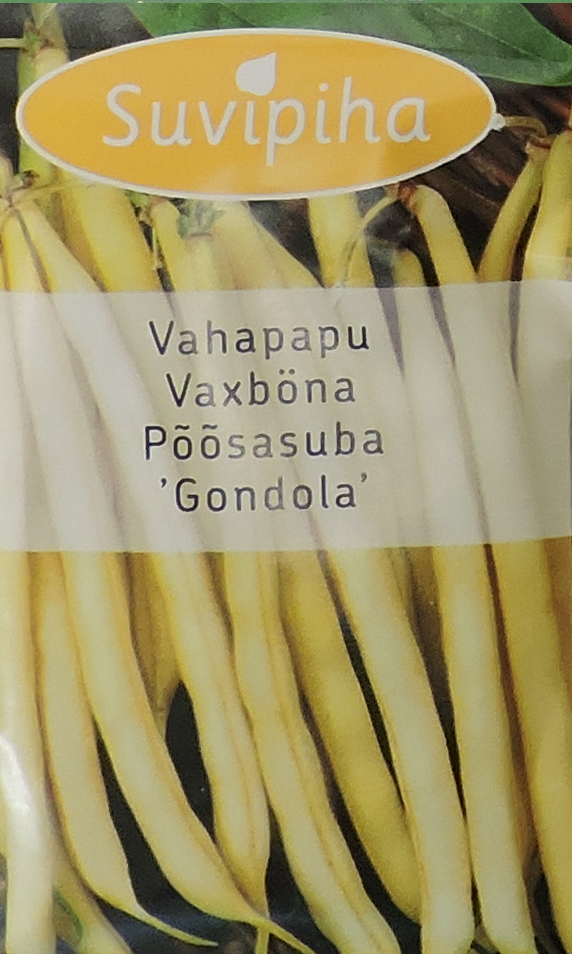 Suvipiha
Vahapapu
Vaxböna
Põõsasuba
'Gondola'